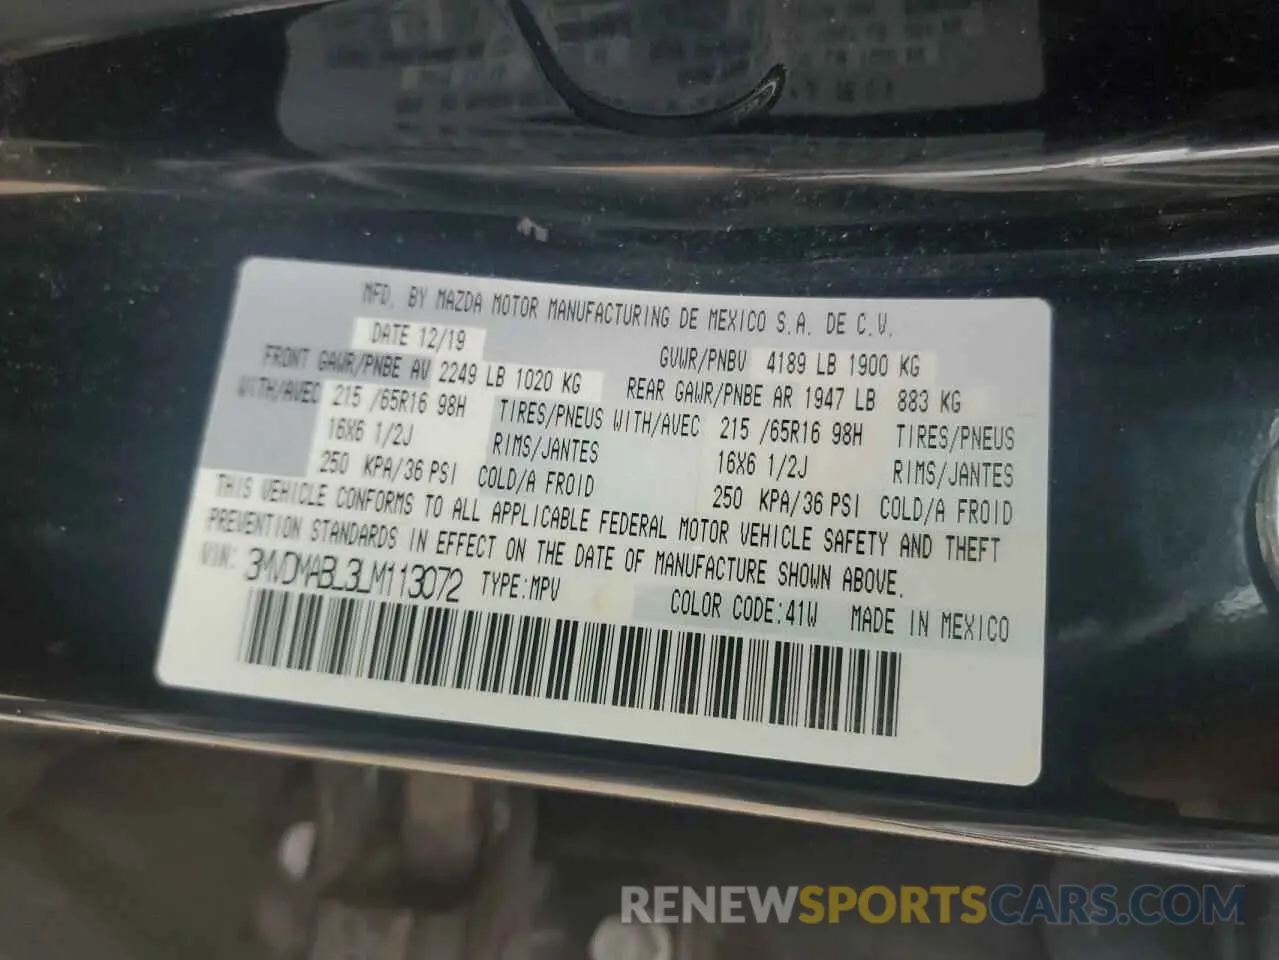 MFD. BY MAZDA MOTOR MANUFACTURING DE MEXICO S.A. DE C.V.
DATE 12/19 GVWR/PNBV 4189 LB 1900 KG
FRONT GAWR/PNBE AV 2249 LB 1020 KG REAR GAWR/PNBE AR 1947 LB 883 KG
WITH/AVEC 215 /65R16 98H TIRES/PNEUS WITH/AVEC 215 /65R16 98H TIRES/PNEUS
16X6 1/2J RIMS/JANTES 16X6 1/2J RIMS/JANTES
250 KPA/36 PSI COLD/A FROID 250 KPA/36 PSI COLD/A FROID
THIS VEHICLE CONFORMS TO ALL APPLICABLE FEDERAL MOTOR VEHICLE SAFETY AND THEFT
PREVENTION STANDARDS IN EFFECT ON THE DATE OF MANUFACTURE SHOWN ABOVE.
VIN: 3MVDMABL3LM113072 TYPE:MPV COLOR CODE:41W MADE IN MEXICO
RENEWSPORTSCARS.COM